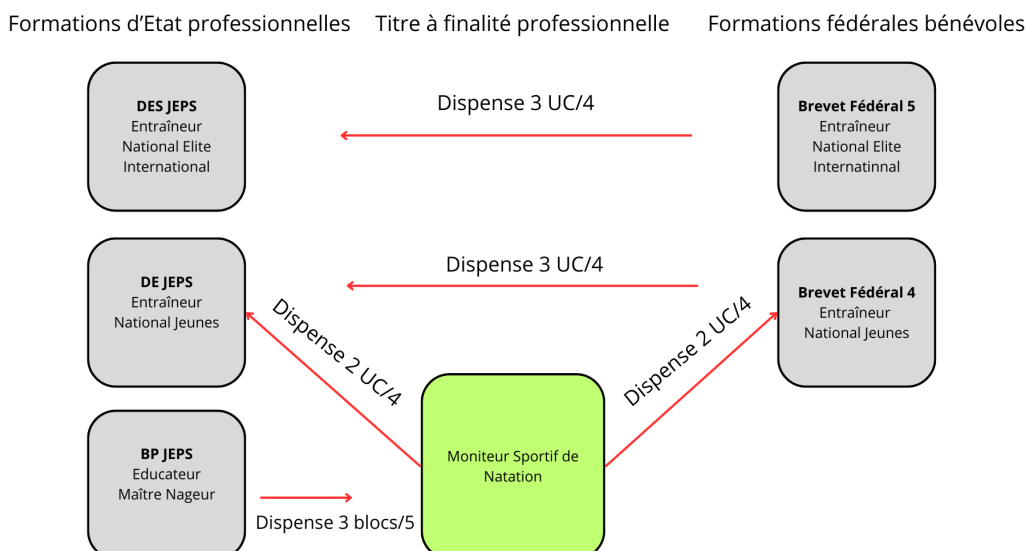 Formations d’Etat professionnelles
Titre à finalité professionnelle
Formations fédérales bénévoles
DES JEPS
Entraîneur
National Elite
International
Dispense 3 UC/4
Brevet Fédéral 5
Entraîneur
National Elite
Internatinnal
DE JEPS
Entraîneur
National Jeunes
Dispense 3 UC/4
Brevet Fédéral 4
Entraîneur
National Jeunes
Dispense 2 UC/4
Dispense 2 UC/4
BP JEPS
Educateur
Maître Nageur
Dispense 3 blocs/5
Moniteur Sportif de
Natation